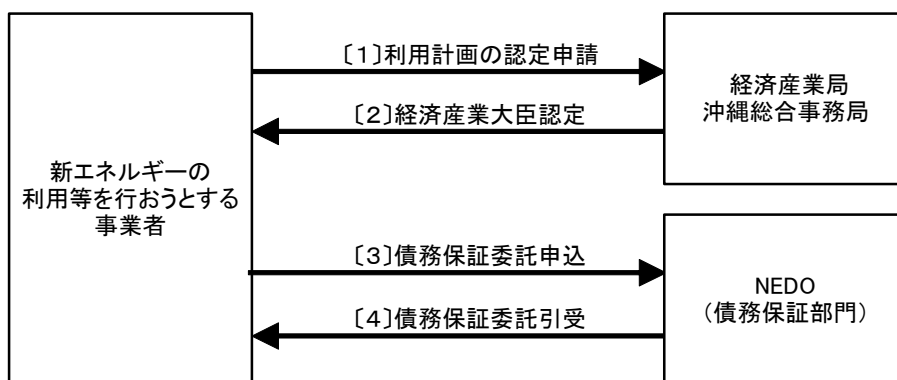 新エネルギーの
利用等を行おうとする
事業者
〔１〕利用計画の認定申請
〔２〕経済産業大臣認定
経済産業局
沖縄総合事務局
〔３〕債務保証委託申込
〔４〕債務保証委託引受
NEDO
（債務保証部門）